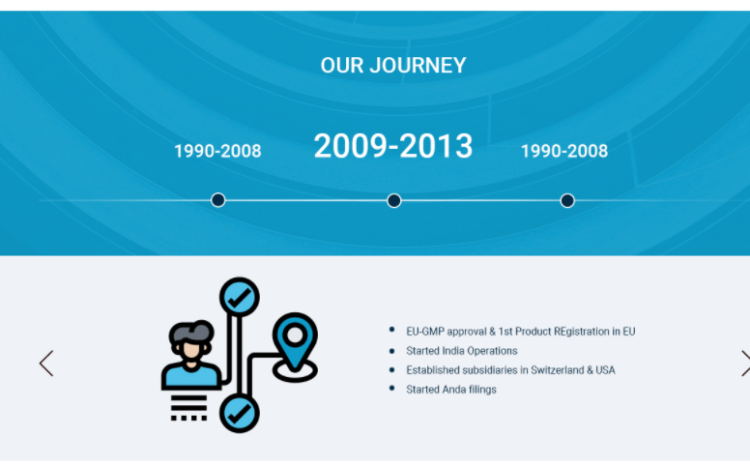 OUR JOURNEY
1990-2008 2009-2013 1990-2008
EU-GMP approval & 1st Product REgistration in EU
Started India Operations
Established subsidiaries in Switzerland & USA
Started Anda filings